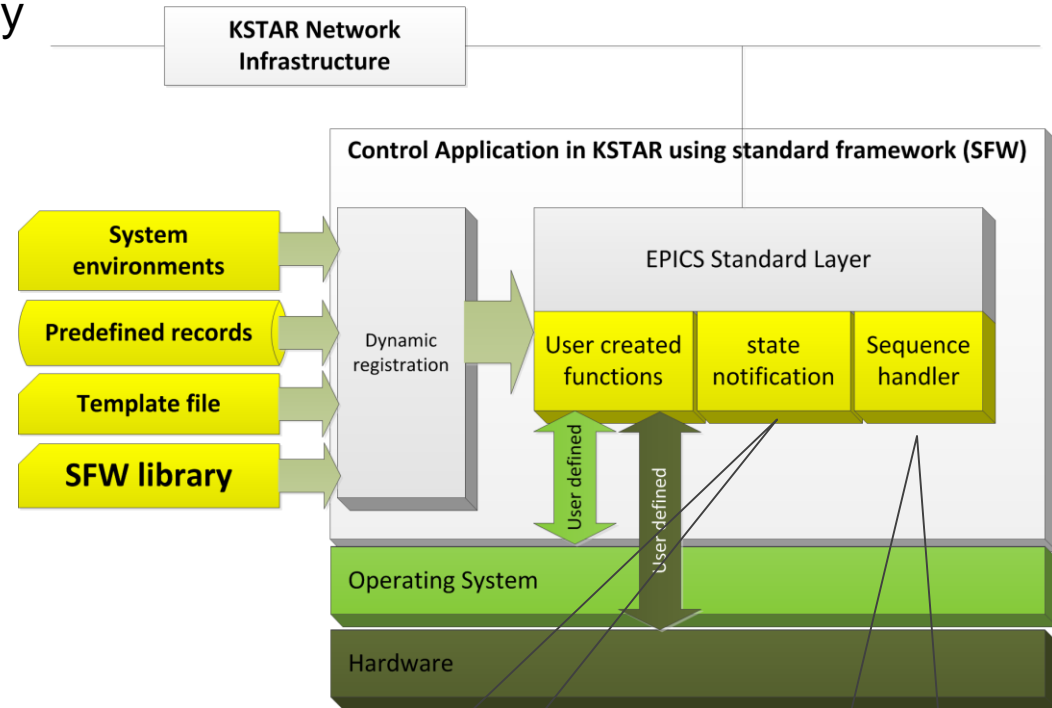 y
KSTAR Network
Infrastructure
Control Application in KSTAR using standard framework (SFW)
System
environments
Predefined records
Template file
SFW library
Dynamic
registration
EPICS Standard Layer
User created
functions
state
notification
Sequence
handler
User defined
User defined
Operating System
Hardware